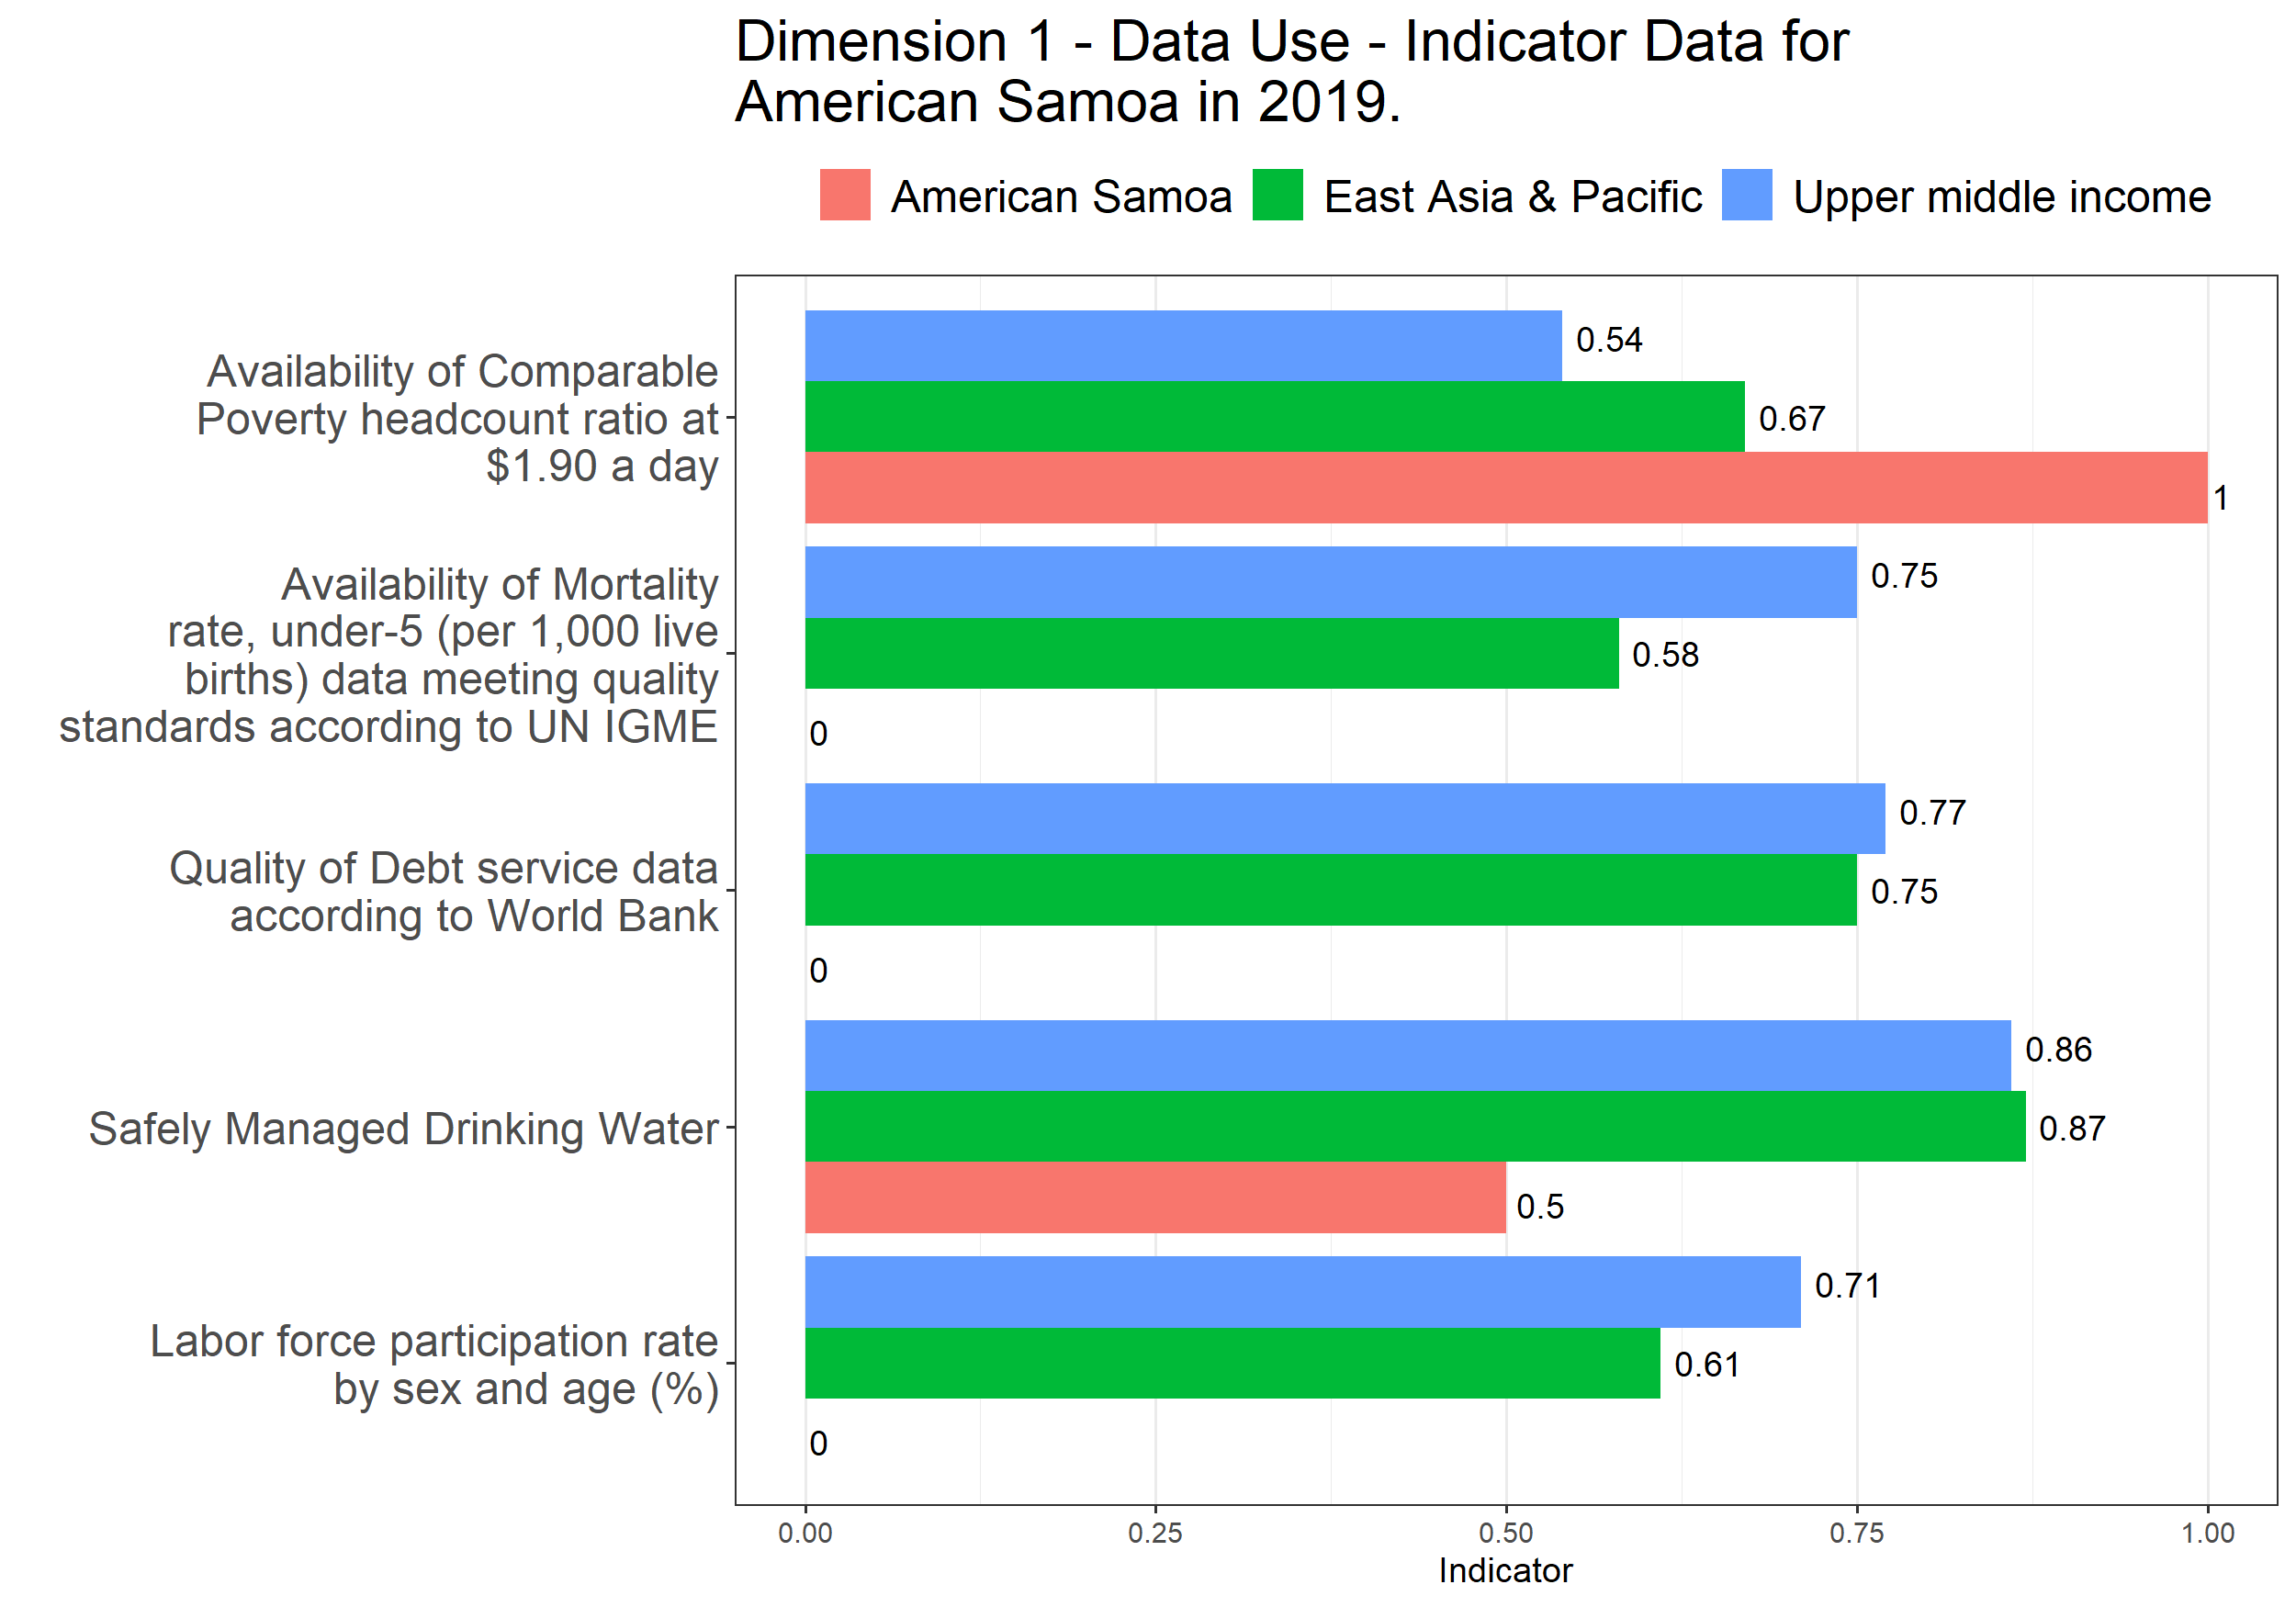 Dimension 1 - Data Use - Indicator Data for
American Samoa in 2019.
American Samoa
East Asia & Pacific
Upper middle income
Availability of Comparable
Poverty headcount ratio at
$1.90 a day
0.54
0.67
1
Availability of Mortality
rate, under-5 (per 1,000 live
births) data meeting quality
standards according to UN IGME
0.75
0.58
0
Quality of Debt service data
according to World Bank
0.77
0.75
0
Safely Managed Drinking Water
0.86
0.87
0.5
Labor force participation rate
by sex and age (%)
0.71
0.61
0
0.00
0.25
0.50
0.75
1.00
Indicator